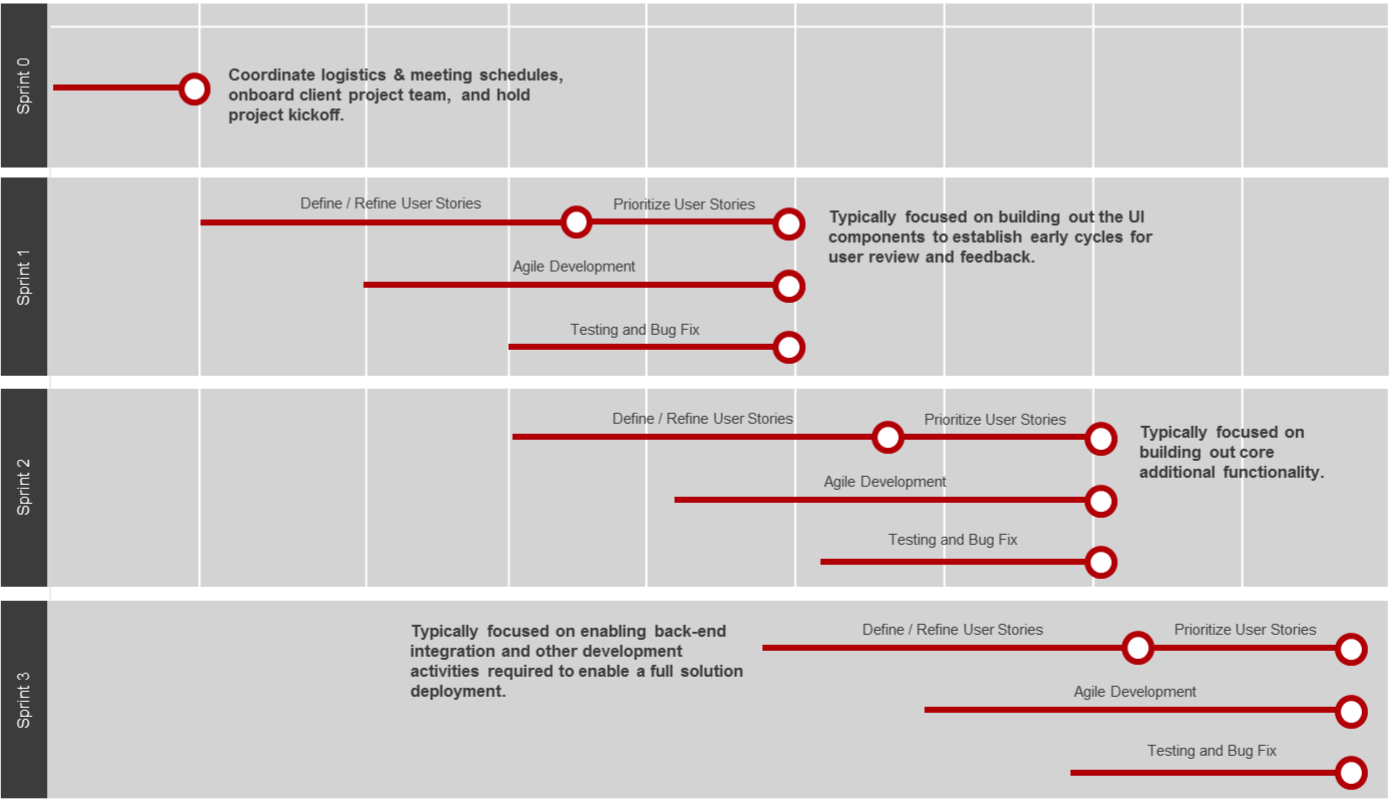 Sprint 0
Coordinate logistics & meeting schedules,
onboard client project team, and hold
project kickoff.
Sprint 1
Define / Refine User Stories
Prioritize User Stories
Typically focused on building out the UI
components to establish early cycles for
user review and feedback.
Agile Development
Testing and Bug Fix
Sprint 2
Define / Refine User Stories
Prioritize User Stories
Typically focused on
building out core
additional functionality.
Agile Development
Testing and Bug Fix
Sprint 3
Typically focused on enabling back-end
integration and other development
activities required to enable a full solution
deployment.
Define / Refine User Stories
Prioritize User Stories
Agile Development
Testing and Bug Fix